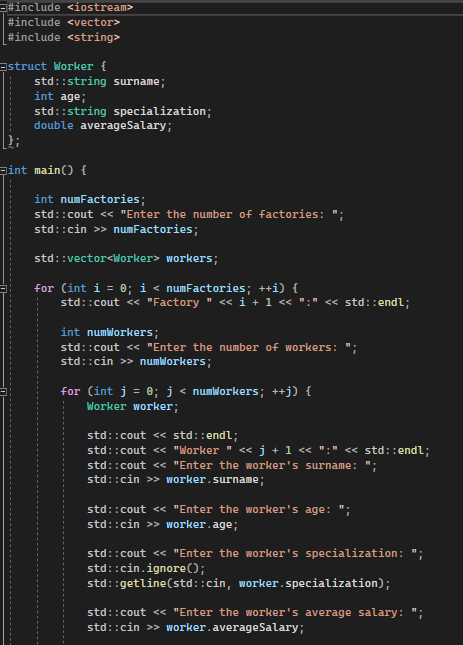 #include <iostream>
#include <vector>
#include <string>
struct Worker {
std::string surname;
int age;
std::string specialization;
double averageSalary;
};
int main() {
int numFactories;
std::cout << "Enter the number of factories: ";
std::cin >> numFactories;
std::vector<Worker> workers;
for (int i = 0; i < numFactories; ++i) {
std::cout << "Factory " << i + 1 << ":" << std::endl;
int numWorkers;
std::cout << "Enter the number of workers: ";
std::cin >> numWorkers;
for (int j = 0; j < numWorkers; ++j) {
Worker worker;
std::cout << std::endl;
std::cout << "Worker " << j + 1 << ":" << std::endl;
std::cout << "Enter the worker's surname: ";
std::cin >> worker.surname;
std::cout << "Enter the worker's age: ";
std::cin >> worker.age;
std::cout << "Enter the worker's specialization: ";
std::cin.ignore();
std::getline(std::cin, worker.specialization);
std::cout << "Enter the worker's average salary: ";
std::cin >> worker.averageSalary;